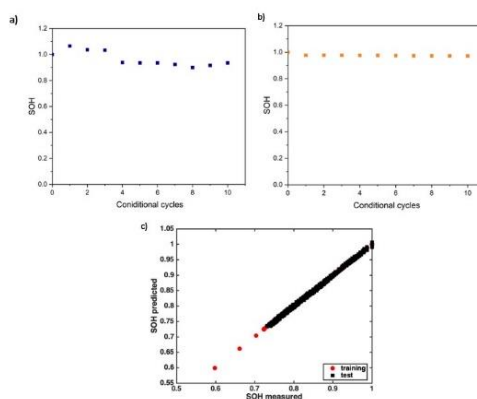 a)
1.2
1.0
0.8
0.6
0.4
0.2
0.0
SOH
0 2 4 6 8 10
Coniditional cycles
b)
1.2
1.0
0.8
0.6
0.4
0.2
0.0
SOH
0 2 4 6 8 10
Conditional cycles
c)
1.05
1
0.95
0.9
0.85
0.8
0.75
0.7
0.65
0.6
0.55
SOH predicted
0.5 0.6 0.7 0.8 0.9 1
SOH measured
training
test